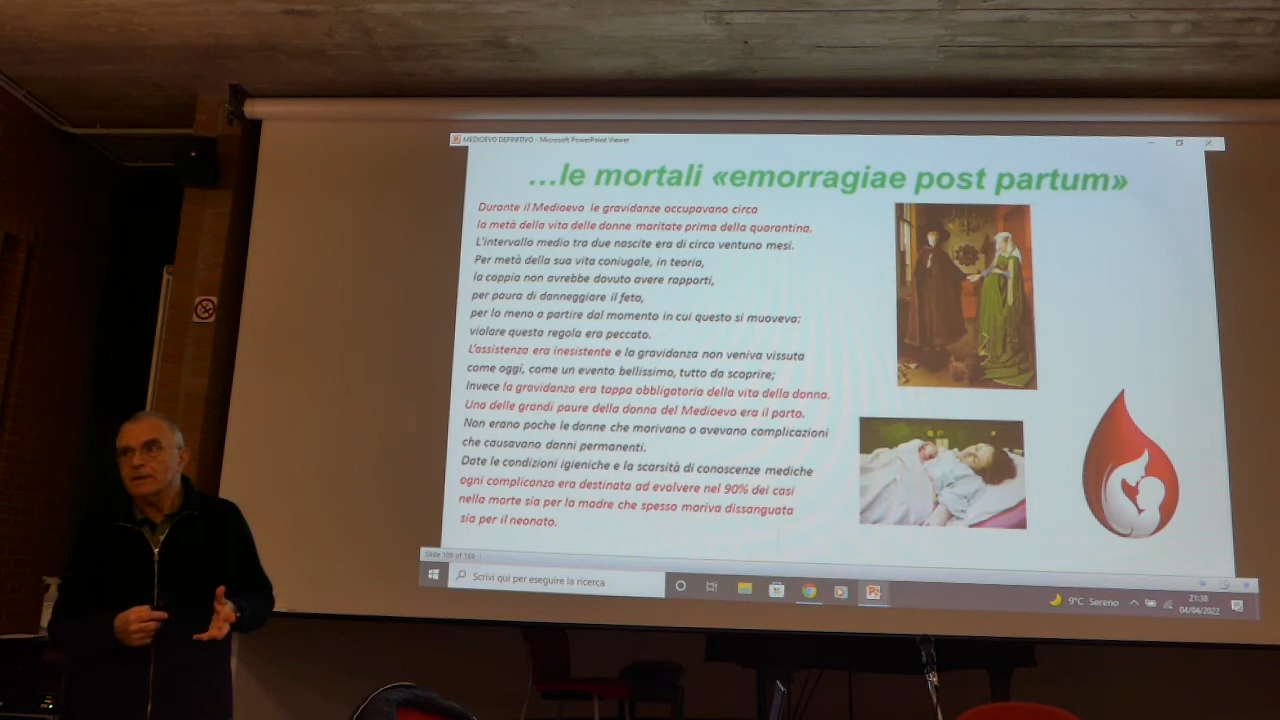 MEDIOEVO DEFINITIVO - Microsoft PowerPoint Viewer
…le mortali «emorragiae post partum»
Durante il Medioevo le gravidanze occupavano circa
la metà della vita delle donne maritate prima della quarantina.
L'intervallo medio tra due nascite era di circa ventuno mesi.
Per metà della sua vita coniugale, in teoria,
la coppia non avrebbe dovuto avere rapporti,
per paura di danneggiare il feto,
per lo meno a partire dal momento in cui questo si muoveva:
violare questa regola era peccato.
L'assistenza era inesistente e la gravidanza non veniva vissuta
come oggi, come un evento bellissimo, tutto da scoprire;
Invece la gravidanza era tappa obbligatoria della vita della donna.
Una delle grandi paure della donna del Medioevo era il parto.
Non erano poche le donne che morivano o avevano complicazioni
che causavano danni permanenti.
Date le condizioni igieniche e la scarsità di conoscenze mediche
ogni complicanza era destinata ad evolvere nel 90% dei casi
nella morte sia per la madre che spesso moriva dissanguata
sia per il neonato.
Slide 109 of 169
Scrivi qui per eseguire la ricerca
9°C Sereno
21:38
04/04/2022